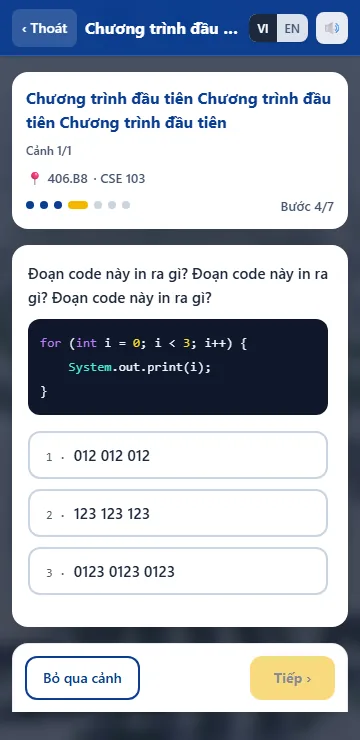 ‹ Thoát
Chương trình đầu ...
VI
EN
Chương trình đầu tiên Chương trình đầu
tiên Chương trình đầu tiên
Cảnh 1/1
406.B8 · CSE 103
Bước 4/7
Đoạn code này in ra gì? Đoạn code này in ra
gì? Đoạn code này in ra gì?
for (int i = 0; i < 3; i++) {
    System.out.print(i);
}
1 · 012 012 012
2 · 123 123 123
3 · 0123 0123 0123
Bỏ qua cảnh
Tiếp ›